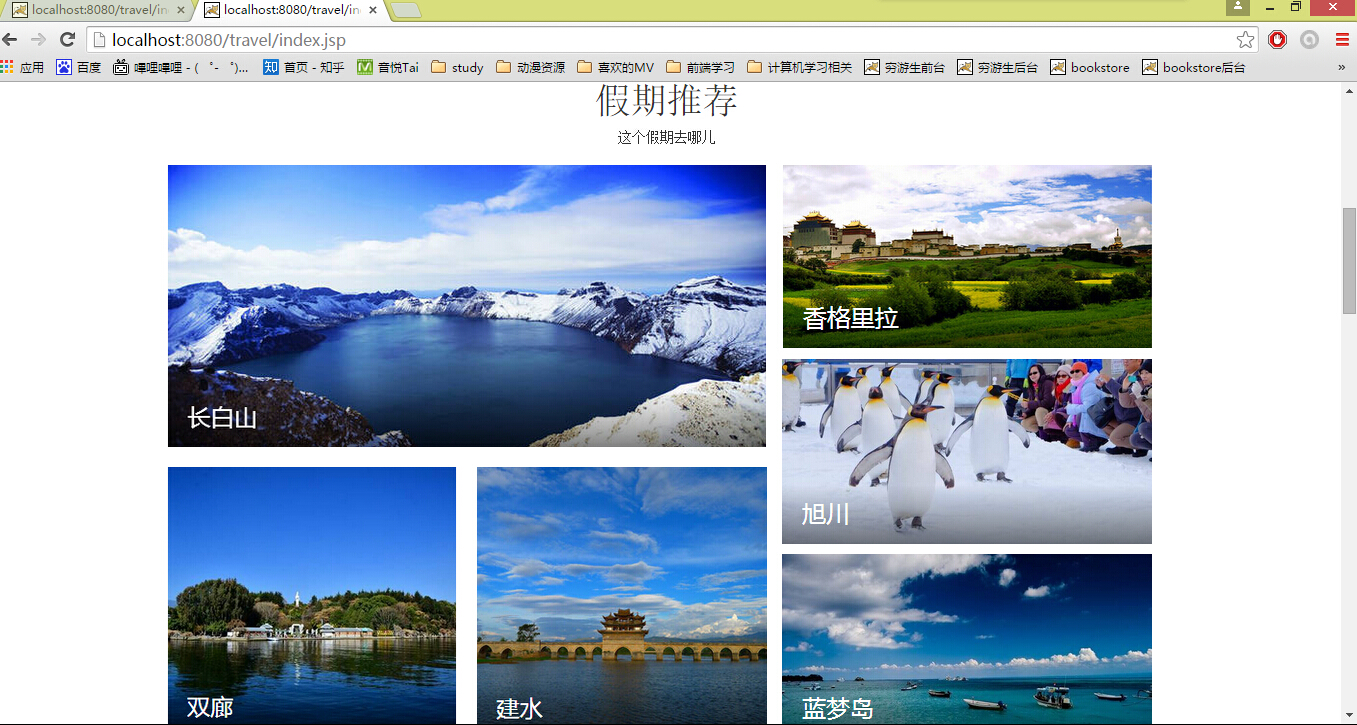 localhost:8080/travel/in
localhost:8080/travel/in
localhost:8080/travel/index.jsp
应用 百度 哔哩哔哩 - ( ゜- ゜)... 首页 - 知乎 音悦Tai study 动漫资源 喜欢的MV 前端学习 计算机学习相关 穷游生前台 穷游生后台 bookstore bookstore后台 »
假期推荐
这个假期去哪儿
香格里拉
长白山
旭川
双廊
建水
蓝梦岛